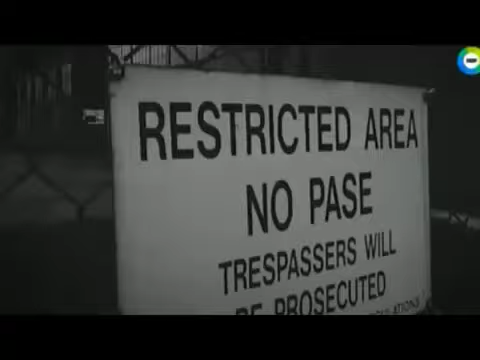 RESTRICTED AREA
NO PASE
TRESPASSERS WILL
BE PROSECUTED